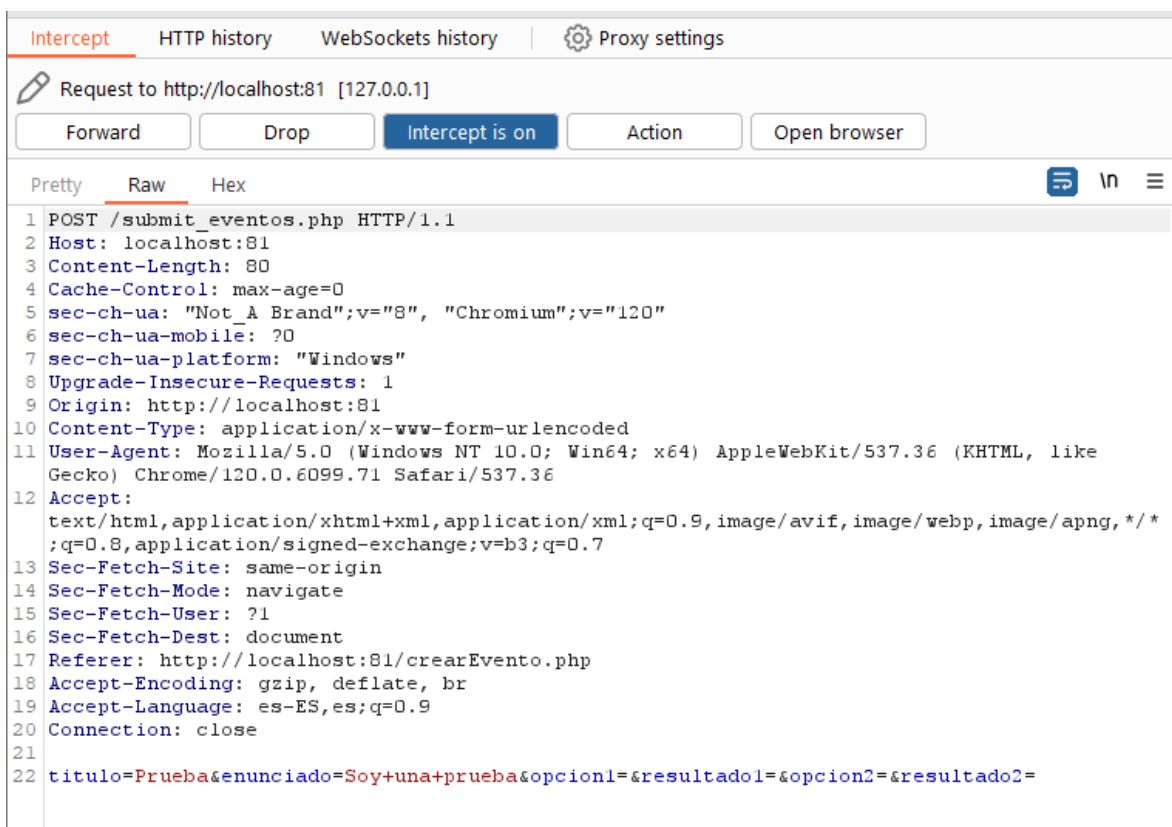 Intercept HTTP history WebSockets history Proxy settings
Request to http://localhost:81 [127.0.0.1]
Forward Drop Intercept is on Action Open browser
Pretty Raw Hex \n
1 POST /submit_eventos.php HTTP/1.1
2 Host: localhost:81
3 Content-Length: 80
4 Cache-Control: max-age=0
5 sec-ch-ua: "Not_A Brand";v="8", "Chromium";v="120"
6 sec-ch-ua-mobile: ?0
7 sec-ch-ua-platform: "Windows"
8 Upgrade-Insecure-Requests: 1
9 Origin: http://localhost:81
10 Content-Type: application/x-www-form-urlencoded
11 User-Agent: Mozilla/5.0 (Windows NT 10.0; Win64; x64) AppleWebKit/537.36 (KHTML, like
Gecko) Chrome/120.0.6099.71 Safari/537.36
12 Accept:
text/html,application/xhtml+xml,application/xml;q=0.9,image/avif,image/webp,image/apng,*/*
;q=0.8,application/signed-exchange;v=b3;q=0.7
13 Sec-Fetch-Site: same-origin
14 Sec-Fetch-Mode: navigate
15 Sec-Fetch-User: ?1
16 Sec-Fetch-Dest: document
17 Referer: http://localhost:81/crearEvento.php
18 Accept-Encoding: gzip, deflate, br
19 Accept-Language: es-ES,es;q=0.9
20 Connection: close
21
22 titulo=Prueba&enunciado=Soy+una+prueba&opcion1=&resultado1=&opcion2=&resultado2=